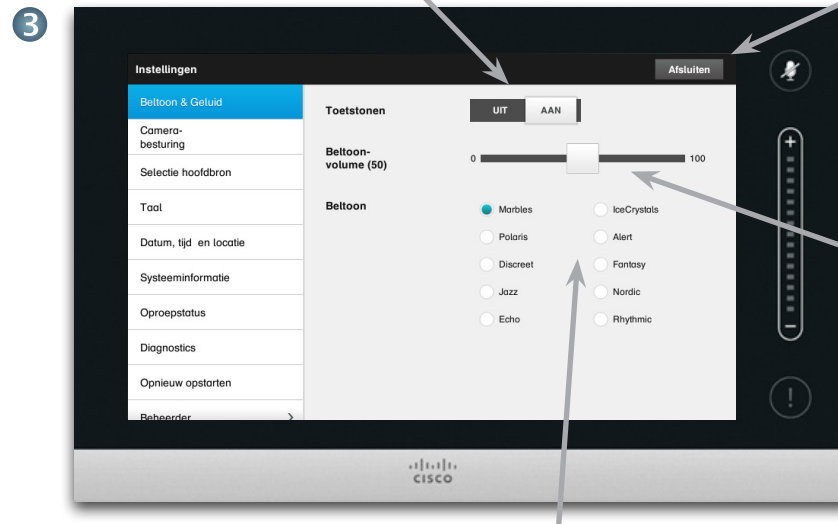 3
Instellingen
Afsluiten
Beltoon & Geluid
Camera-
besturing
Selectie hoofdbron
Taal
Datum, tijd en locatie
Systeeminformatie
Oproepstatus
Diagnostics
Opnieuw opstarten
Beheerder
Toetstonen
UIT AAN
Beltoon-
volume (50)
0 100
Beltoon
Marbles IceCrystals
Polaris Alert
Discreet Fantasy
Jazz Nordic
Echo Rhythmic
+
–
!
CISCO